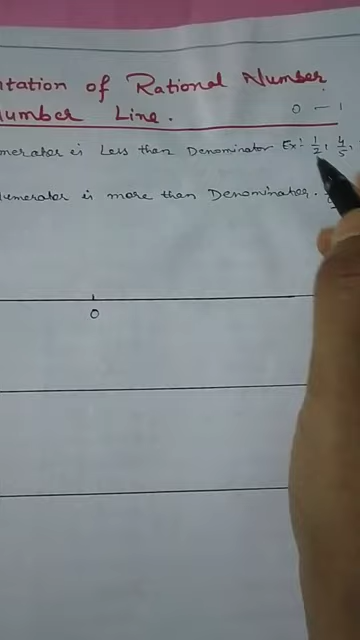 tation of Rational Number
umber Line.
0 - 1
merator is Less than Denominator Ex:- 1/2, 4/5,
Numerator is more than Denominator.
0